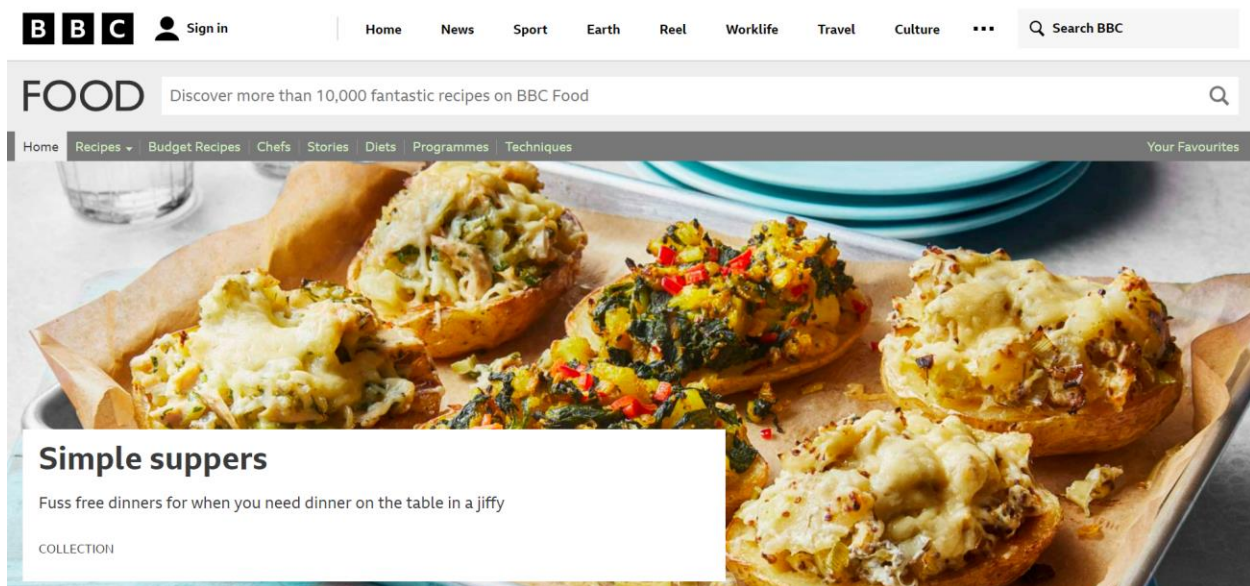 BBC Sign in Home News Sport Earth Reel Worklife Travel Culture ••• Search BBC
FOOD Discover more than 10,000 fantastic recipes on BBC Food
Home Recipes Budget Recipes Chefs Stories Diets Programmes Techniques Your Favourites
Simple suppers
Fuss free dinners for when you need dinner on the table in a jiffy
COLLECTION